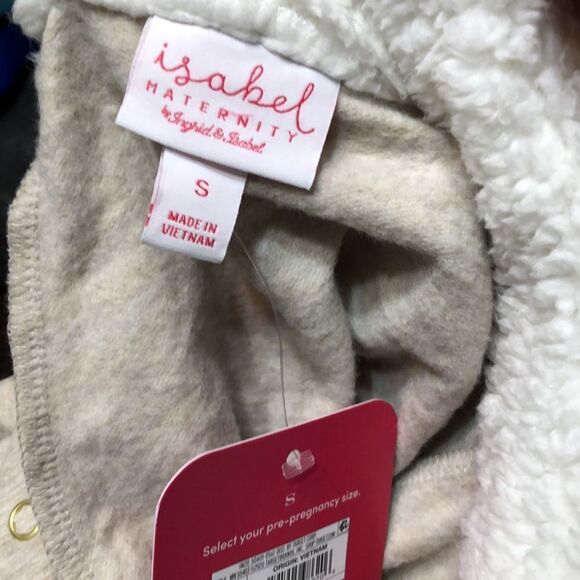 isabel
MATERNITY
by Ingrid & Isabel
S
MADE IN
VIETNAM
S
Select your pre-pregnancy size.
ORIGIN: VIETNAM